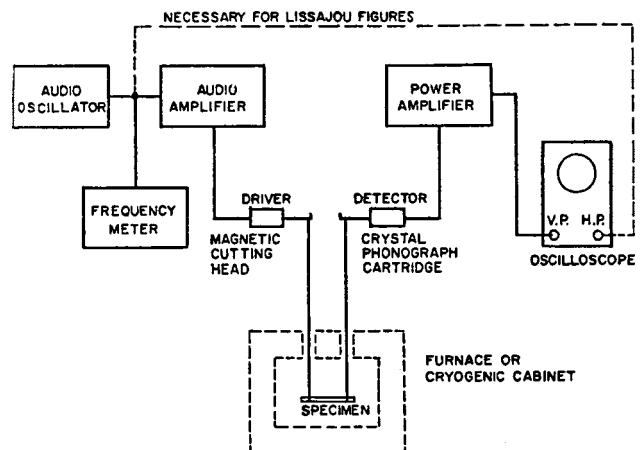 NECESSARY FOR LISSAJOU FIGURES
AUDIO
OSCILLATOR
AUDIO
AMPLIFIER
POWER
AMPLIFIER
FREQUENCY
METER
DRIVER
MAGNETIC
CUTTING
HEAD
DETECTOR
CRYSTAL
PHONOGRAPH
CARTRIDGE
V.P. H.P.
OSCILLOSCOPE
FURNACE OR
CRYOGENIC CABINET
SPECIMEN